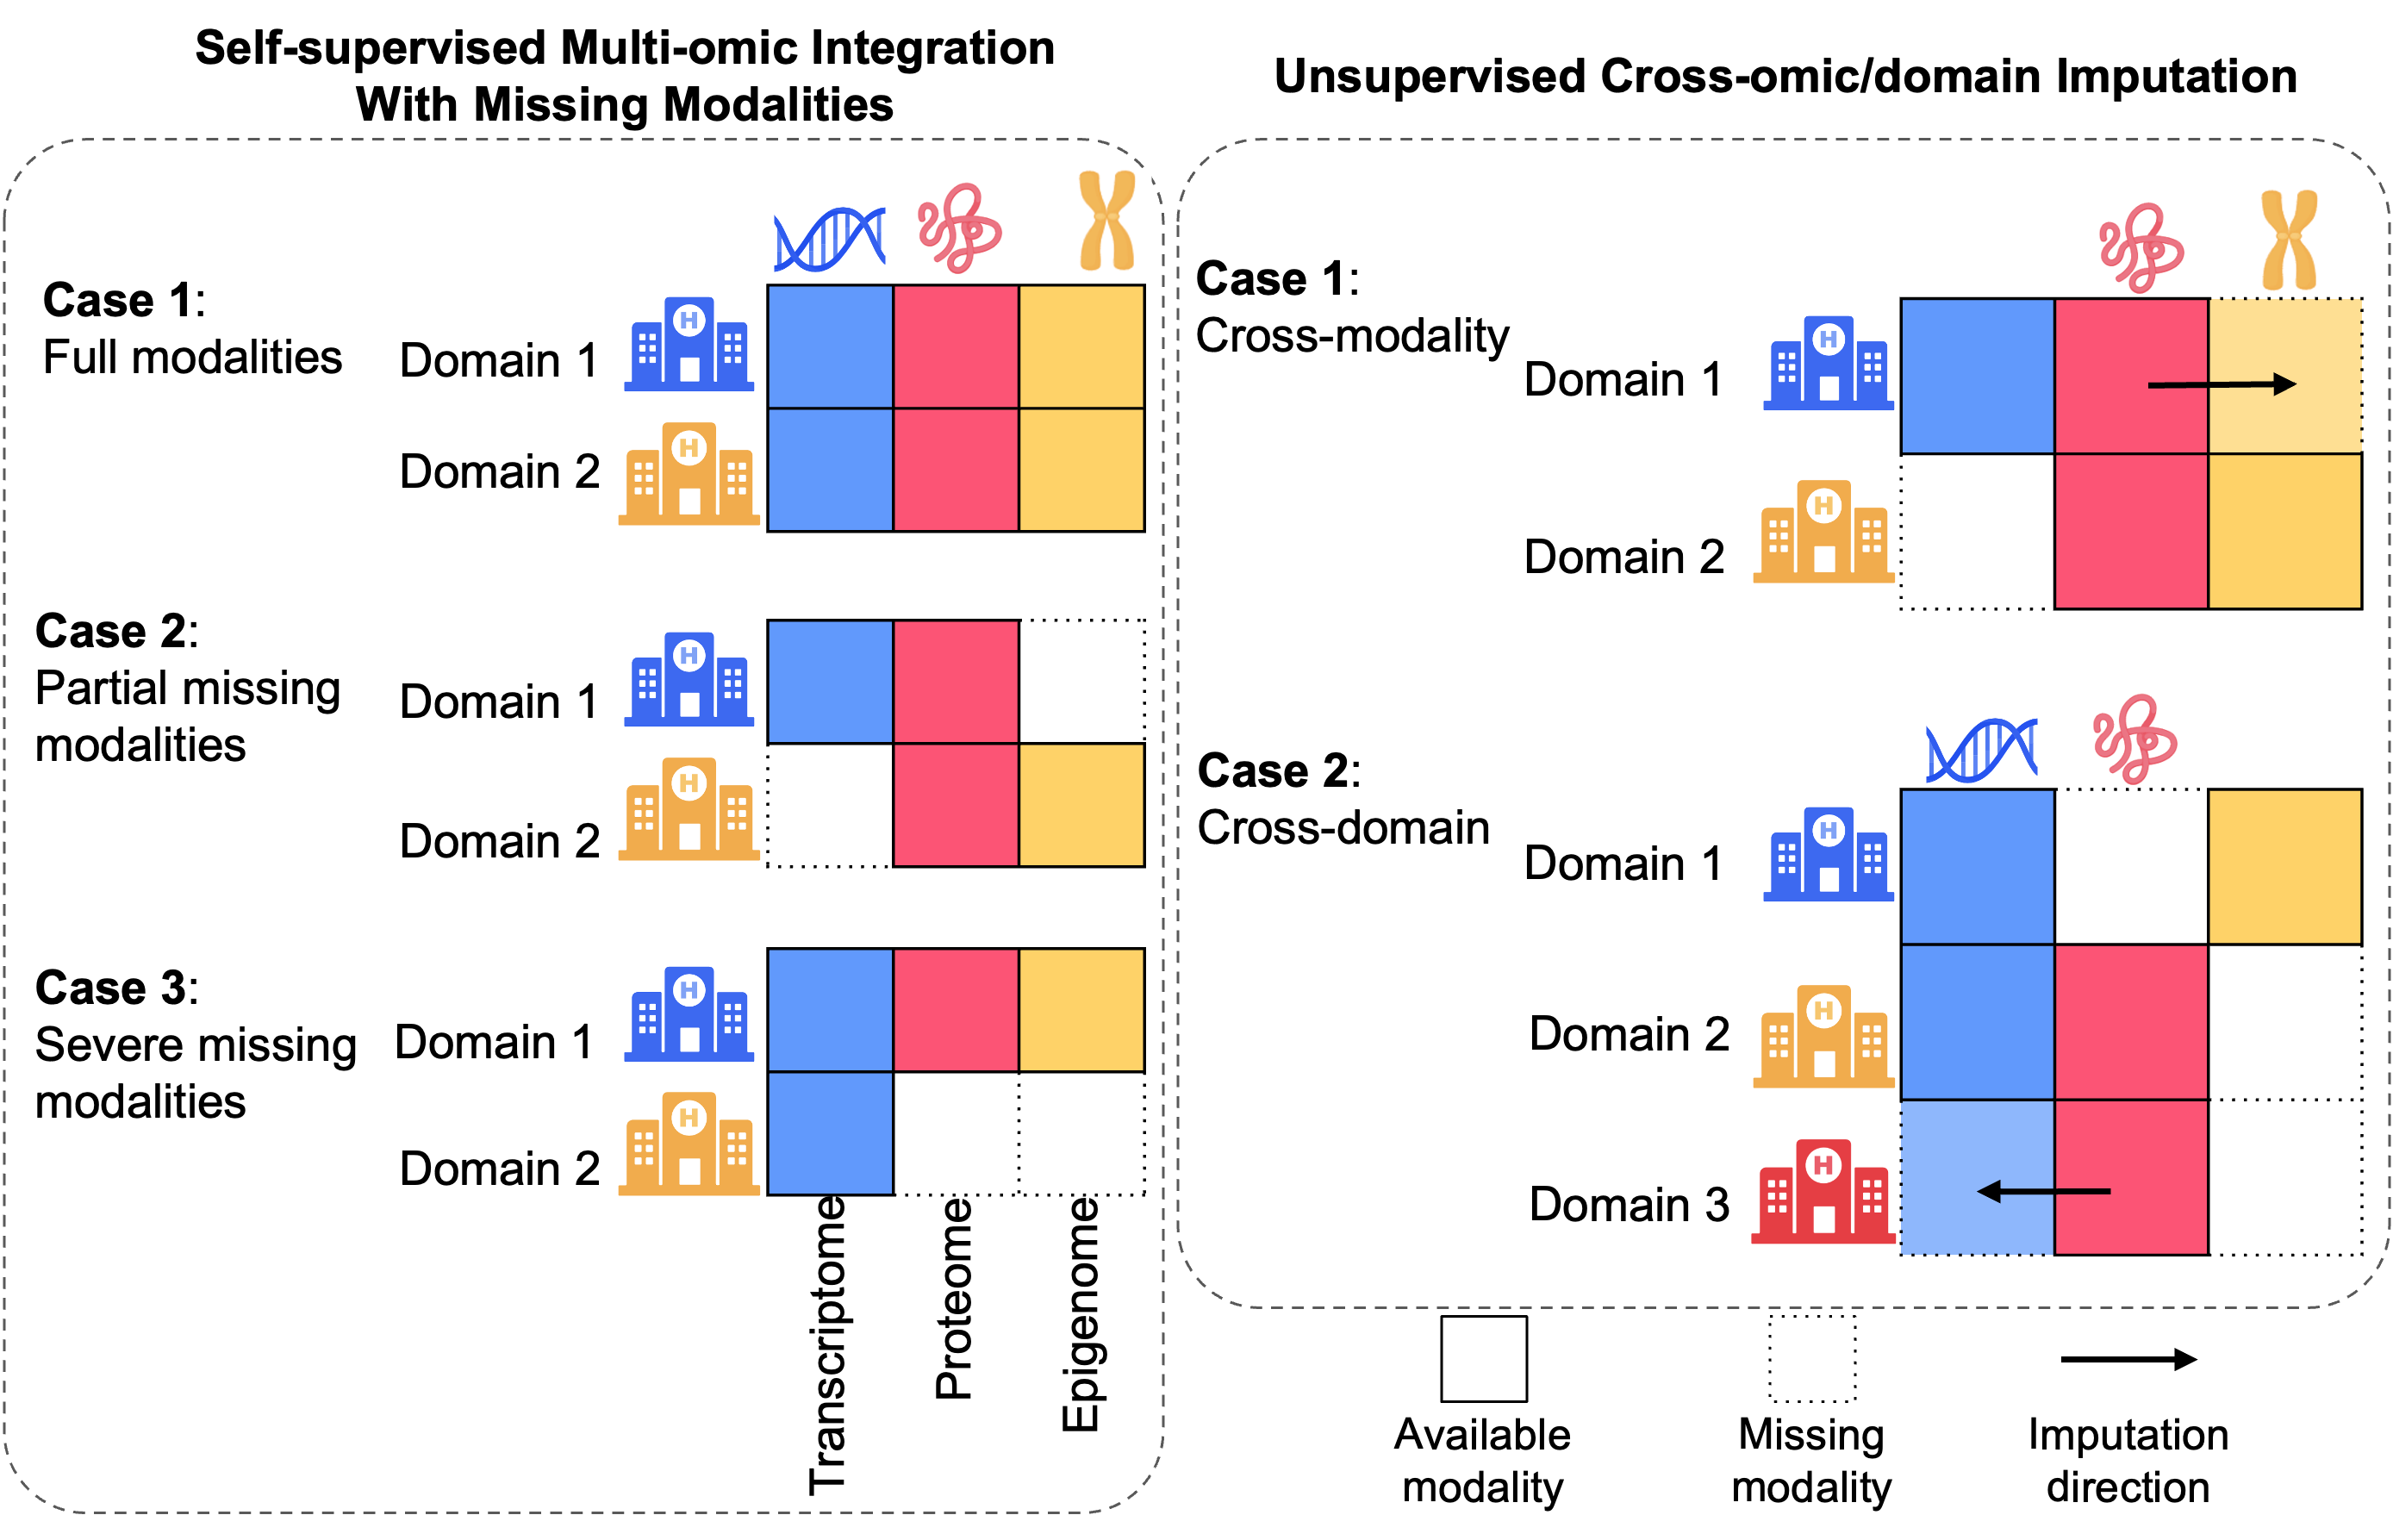 Self-supervised Multi-omic Integration
With Missing Modalities
Case 1:
Full modalities
Domain 1
H
Domain 2
H
Case 2:
Partial missing
modalities
Domain 1
H
Domain 2
H
Case 3:
Severe missing
modalities
Domain 1
H
Domain 2
H
Transcriptome
Proteome
Epigenome
Unsupervised Cross-omic/domain Imputation
Case 1:
Cross-modality
Domain 1
H
Domain 2
H
Case 2:
Cross-domain
Domain 1
H
Domain 2
H
Domain 3
H
Available
modality
Missing
modality
Imputation
direction